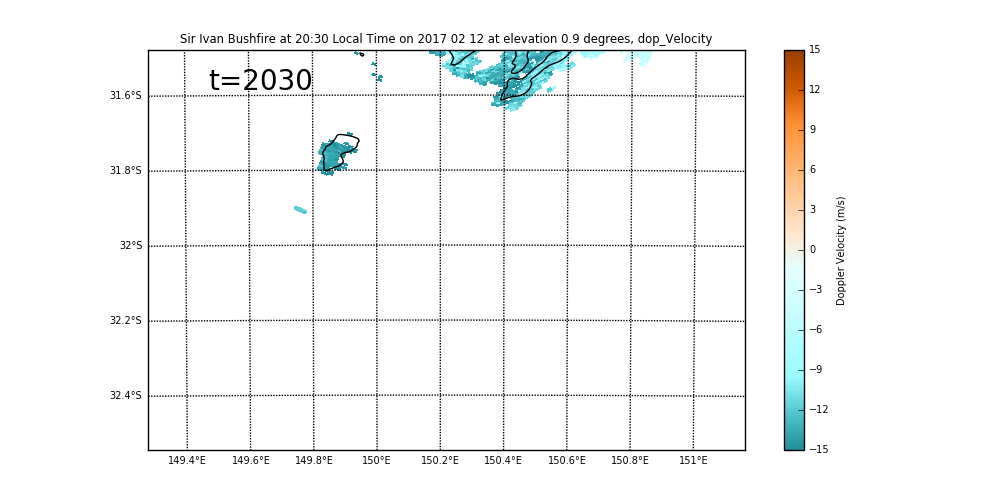 Sir Ivan Bushfire at 20:30 Local Time on 2017 02 12 at elevation 0.9 degrees, dop_Velocity
t=2030
31.6°S
31.8°S
32°S
32.2°S
32.4°S
149.4°E 149.6°E 149.8°E 150°E 150.2°E 150.4°E 150.6°E 150.8°E 151°E
15
12
9
6
3
0
−3
−6
−9
−12
−15
Doppler Velocity (m/s)